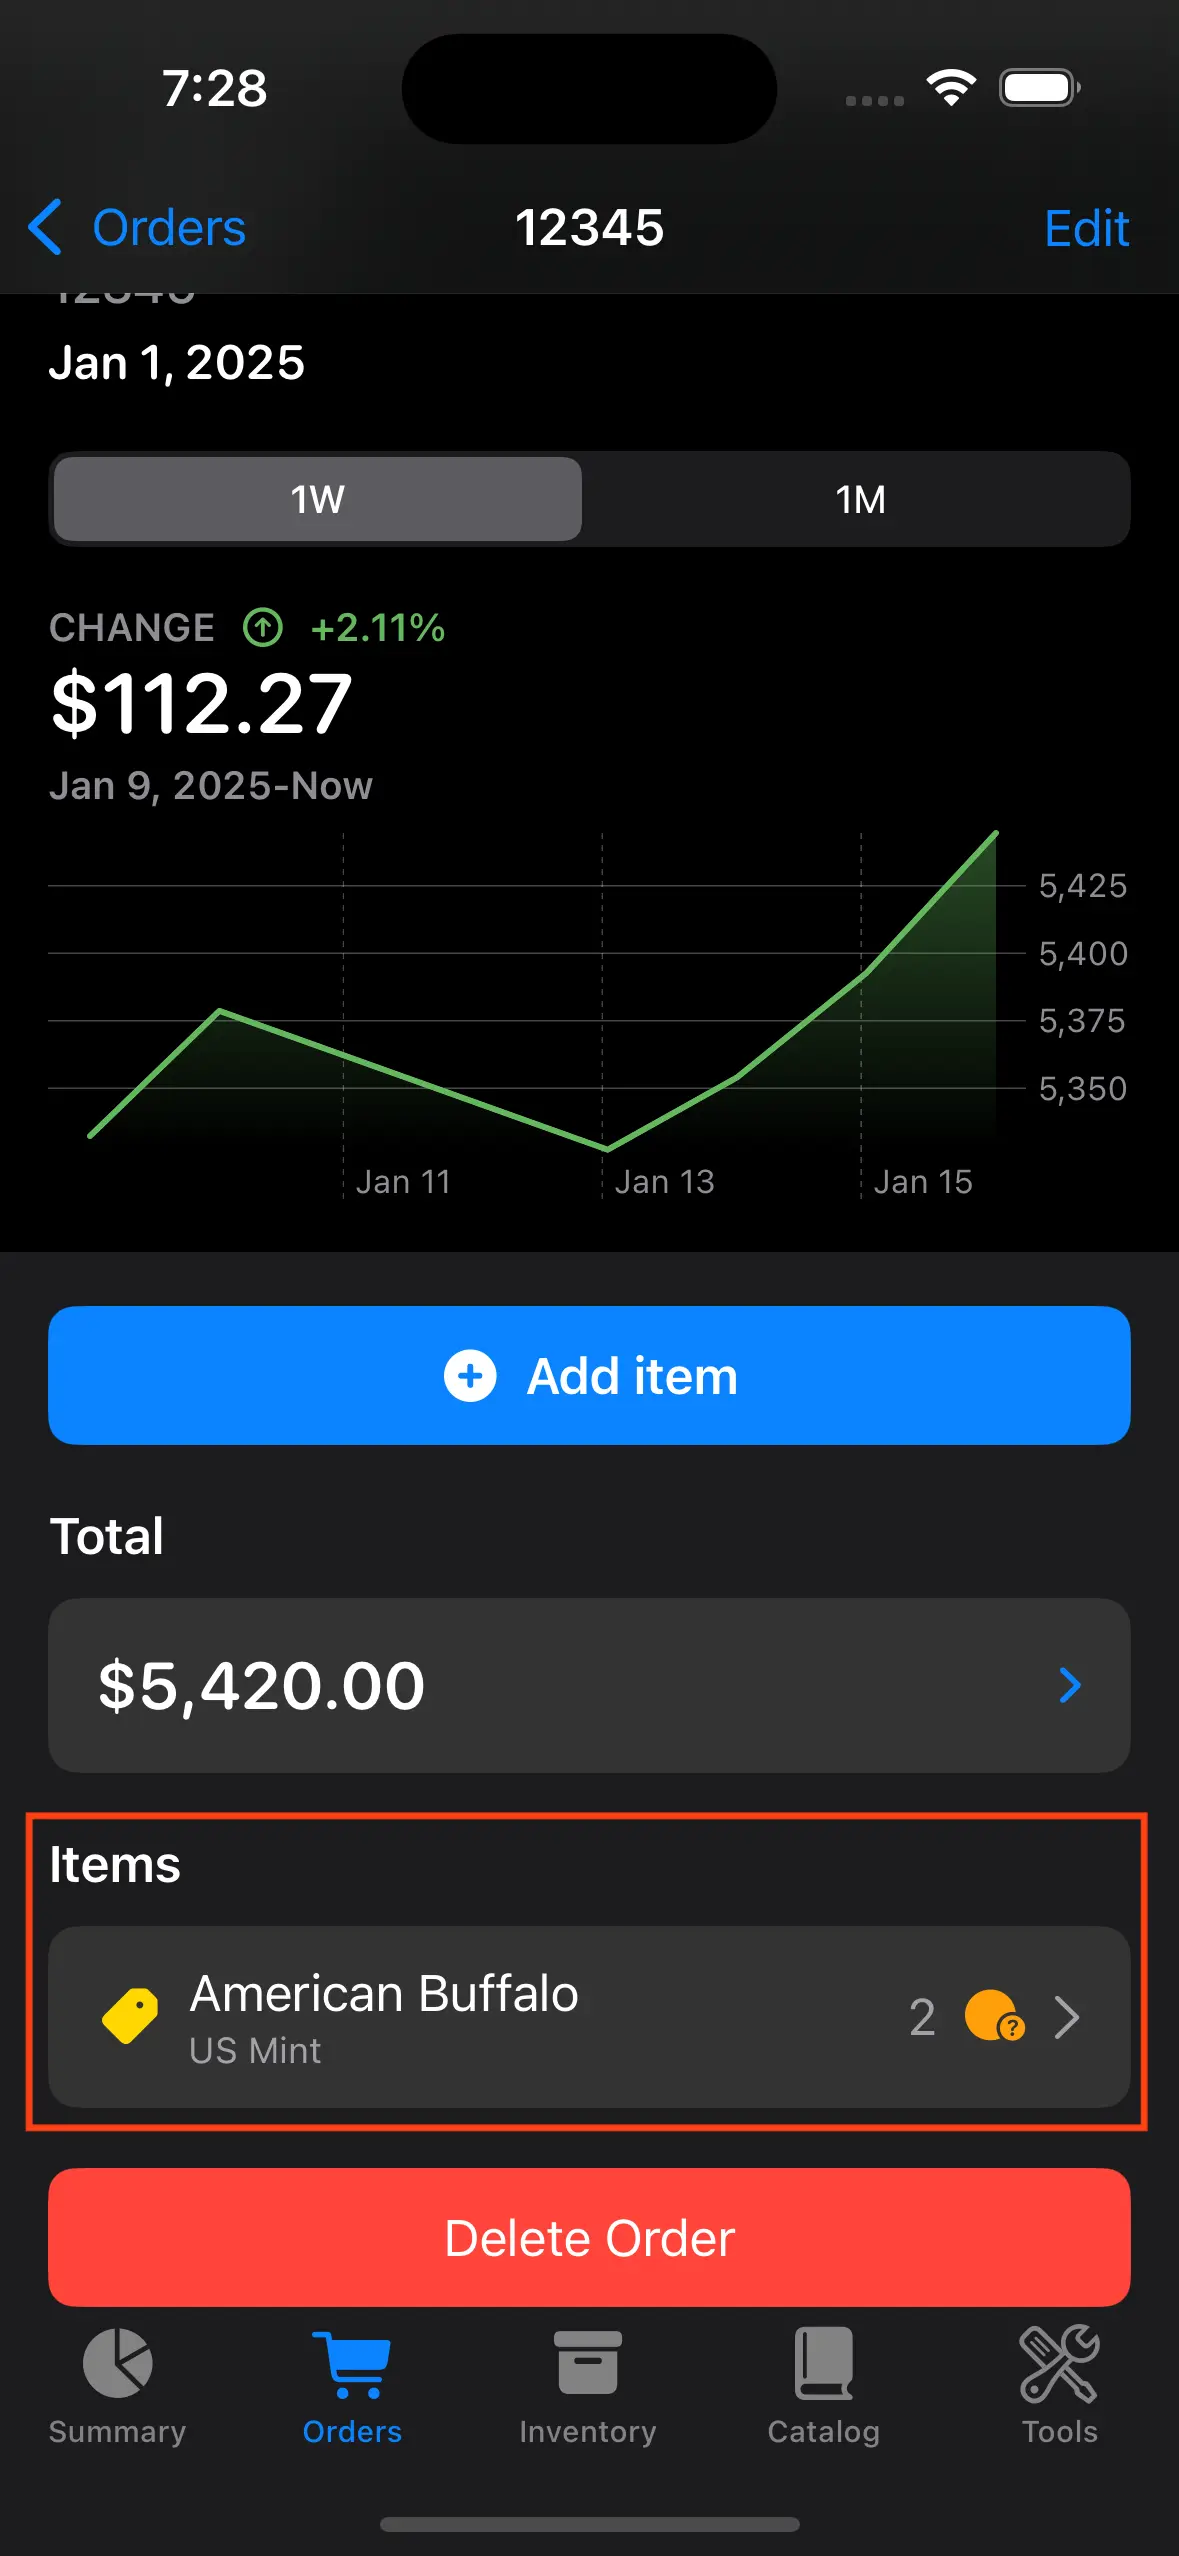 7:28
Orders
12345
Edit
12345
Jan 1, 2025
1W
1M
CHANGE +2.11%
$112.27
Jan 9, 2025-Now
5,425
5,400
5,375
5,350
Jan 11
Jan 13
Jan 15
Add item
Total
$5,420.00
Items
American Buffalo
US Mint
2
?
Delete Order
Summary
Orders
Inventory
Catalog
Tools